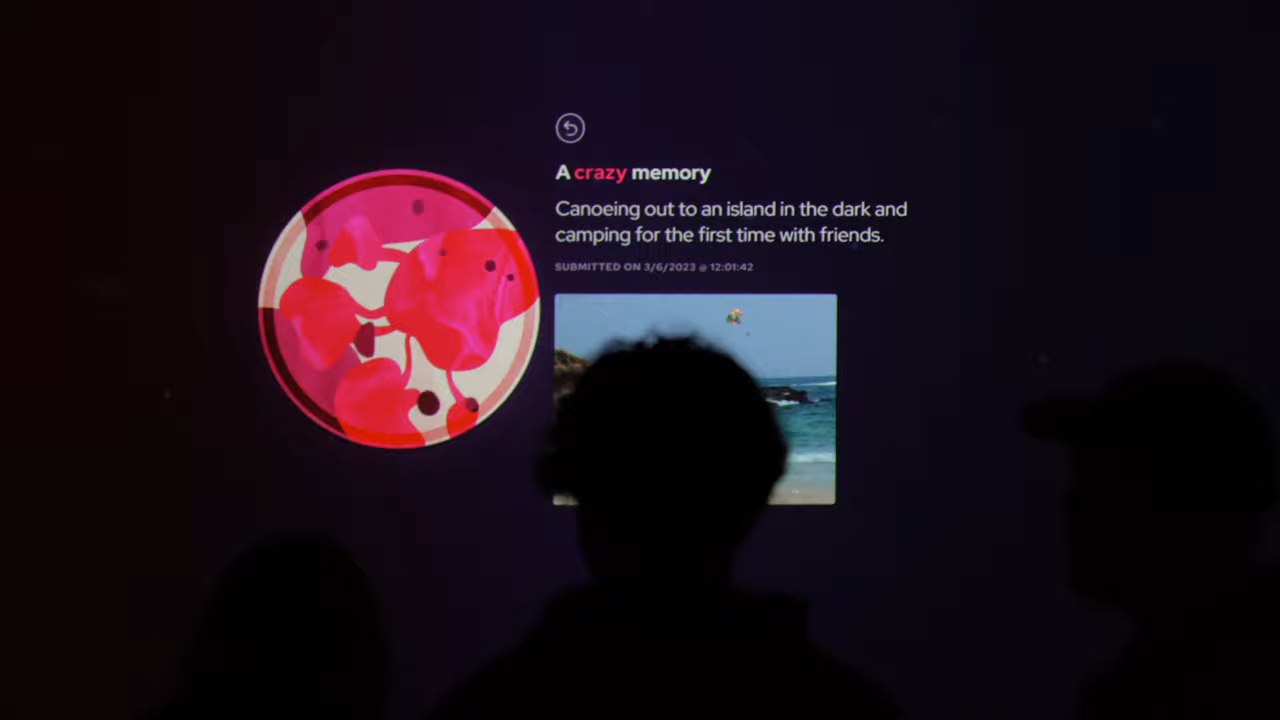 A crazy memory
Canoeing out to an island in the dark and
camping for the first time with friends.
SUBMITTED ON 3/6/2023 @ 12:01:42